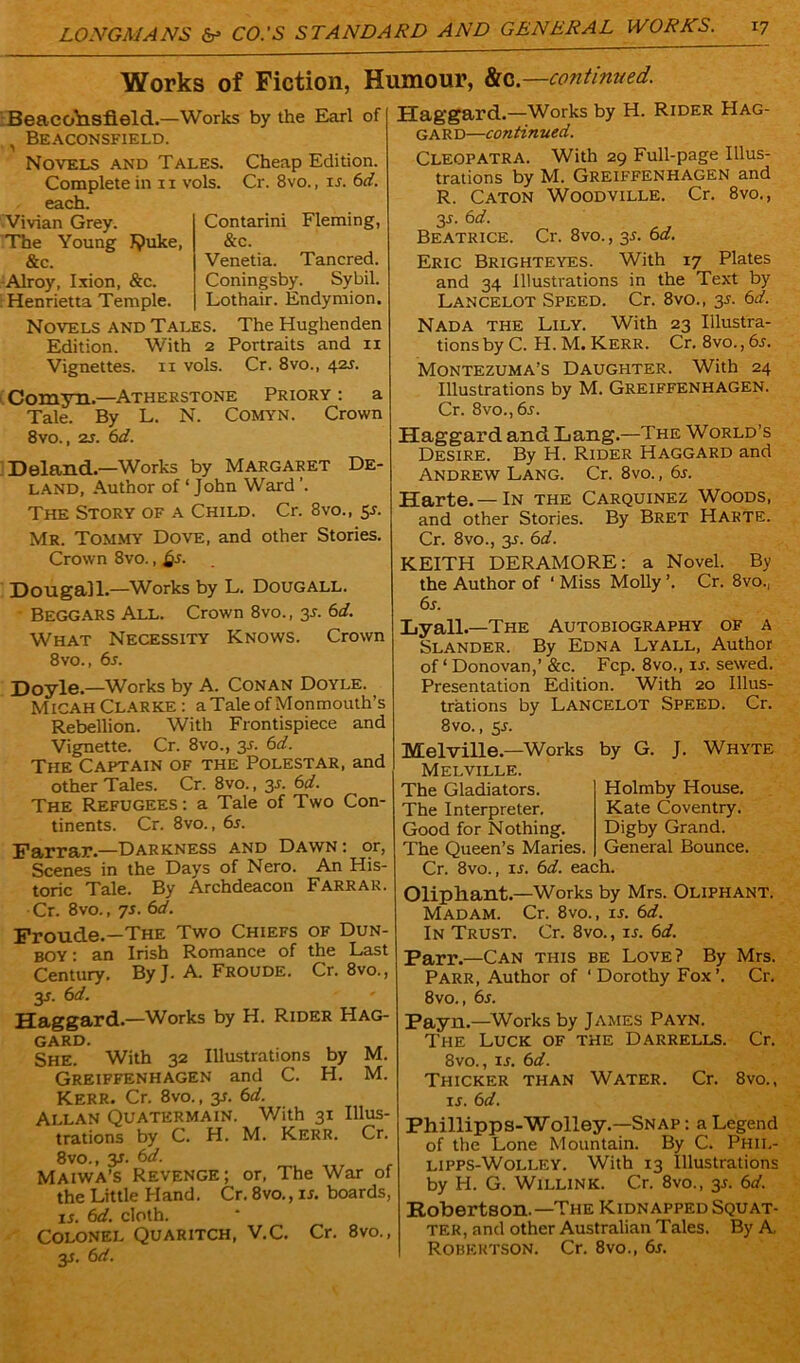 LONGMANS & CO.'S STANDARD AND GENERAL WORKS. 17
Works of Fiction, Humour, &c.—continued.
Beaconsfield.—Works by the Earl of
BEACONSFIELD.
NOVELS AND TALES. Cheap Edition.
Complete in 11 vols. Cr. 8vo., 1s. 6d.
each.
Vivian Grey.
The Young Duke,
&c.
Alroy, Ixion, &c.
Henrietta Temple.
Contarini Fleming,
&c.
Venetia. Tancred.
Coningsby. Sybil.
Lothair. Endymion.
NOVELS AND TALES. The Hughenden
Edition. With 2 Portraits and 11
Vignettes. 11 vols. Cr. 8vo., 42s.
Comyn.—ATHERSTONE PRIORY : a
Tale. By L. N. COMYN. Crown
8vo., 2s. 6d.
Deland.—Works by MARGARET DE-
LAND, Author of ‘John Ward’.
THE STORY OF A CHILD. Cr. 8vo., 5s.
MR. TOMMY DOVE, and other Stories.
Crown 8vo., 6s.
Dougall.—Works by L. DOUGALL.
BEGGARS ALL. Crown 8vo., 3s. 6d.
WHAT NECESSITY KNOWS. Crown
8vo., 6s.
Doyle.—Works by A. CONAN DOYLE.
MICAH CLARKE : a Tale of Monmouth’s
Rebellion. With Frontispiece and
Vignette. Cr. 8vo., 3s. 6d.
THE CAPTAIN OF THE POLESTAR, and
other Tales. Cr. 8vo., 3s. 6d.
THE REFUGEES : a Tale of Two Con-
tinents. Cr. 8vo., 6s.
Farrar.—DARKNESS AND DAWN : or,
Scenes in the Days of Nero. An His-
toric Tale. By Archdeacon FARRAR.
Cr. 8vo., 7s. 6d.
Froude.—THE TWO CHIEFS OF DUN-
BOY : an Irish Romance of the Last
Century. By J. A. FROUDE. Cr. 8vo.,
3s. 6d.
Haggard.—Works by H. RIDER HAG-
GARD.
SHE. With 32 Illustrations by M.
GREIFFENHAGEN and C. H. M.
KERR. Cr. 8vo., 3s. 6d.
ALLAN QUATERMAIN. With 31 Illus-
trations by C. H. M. KERR. Cr.
8vo., 3s. 6d.
MAIWA’S REVENGE ; or, The War of
the Little Hand. Cr. 8vo., 1s. boards,
1s. 6d. cloth.
COLONEL QUARITCH, V.C. Cr. 8vo.,
3s. 6d.
Haggard.—Works by H. RIDER HAG-
GARD—continued.
CLEOPATRA. With 29 Full-page Illus-
trations by M. GREIFFENHAGEN and
R. CATON WOODVILLE. Cr. 8vo.,
3s. 6d.
BEATRICE. Cr. 8vo., 3s. 6d.
ERIC BRIGHTEYES. With 17 Plates
and 34 Illustrations in the Text by
LANCELOT SPEED. Cr. 8vo., 3s. 6d.
NADA THE LILY. With 23 Illustra-
tions by C. H. M. KERR. Cr. 8vo., 6s.
MONTEZUMA’S DAUGHTER. With 24
Illustrations by M. GREIFFENHAGEN.
Cr. 8vo., 6s.
Haggard and Lang.—THE WORLD’S
DESIRE. By H. RIDER HAGGARD and
ANDREW LANG. Cr. 8vo., 6s.
Harte.—IN THE CARQUINEZ WOODS,
and other Stories. By BRET HARTE.
Cr. 8vo., 3s. 6d.
KEITH DERAMORE : a Novel. By
the Author of ‘Miss Molly’. Cr. 8vo.,
6s.
Lyall.—THE AUTOBIOGRAPHY OF A
SLANDER. By EDNA LYALL, Author
of ‘Donovan,’ &c. Fcp. 8vo., 1s. sewed.
Presentation Edition. With 20 Illus-
trations by LANCELOT SPEED. Cr.
8vo., 5s.
Melville.—Works by G. J. WHYTE
MELVILLE.
The Gladiators.
The Interpreter.
Good for Nothing.
The Queen’s Maries.
Holmby House.
Kate Coventry.
Digby Grand.
General Bounce.
Cr. 8vo., 1s. 6d. each.
Oliphant.—Works by Mrs. OLIPHANT.
MADAM. Cr. 8vo., 1s. 6d.
IN TRUST. Cr. 8vo., 1s. 6d.
Parr.—CAN THIS BE LOVE? By Mrs.
PARR, Author of ‘Dorothy Fox’. Cr.
8vo., 6s.
Payn.—Works by JAMES PAYN.
THE LUCK OF THE DARRELLS. Cr.
8vo., 1s. 6d.
THICKER THAN WATER. Cr. 8vo.,
1s. 6d.
Phillipps-Wolley.—SNAP : a Legend
of the Lone Mountain. By C. PHIL-
LIPPS-WOLLEY. With 13 Illustrations
by H. G. WILLINK. Cr. 8vo., 3s. 6d.
Robertson.—THE KIDNAPPED SQUAT-
TER, and other Australian Tales. By A.
ROBERTSON. Cr. 8vo., 6s.